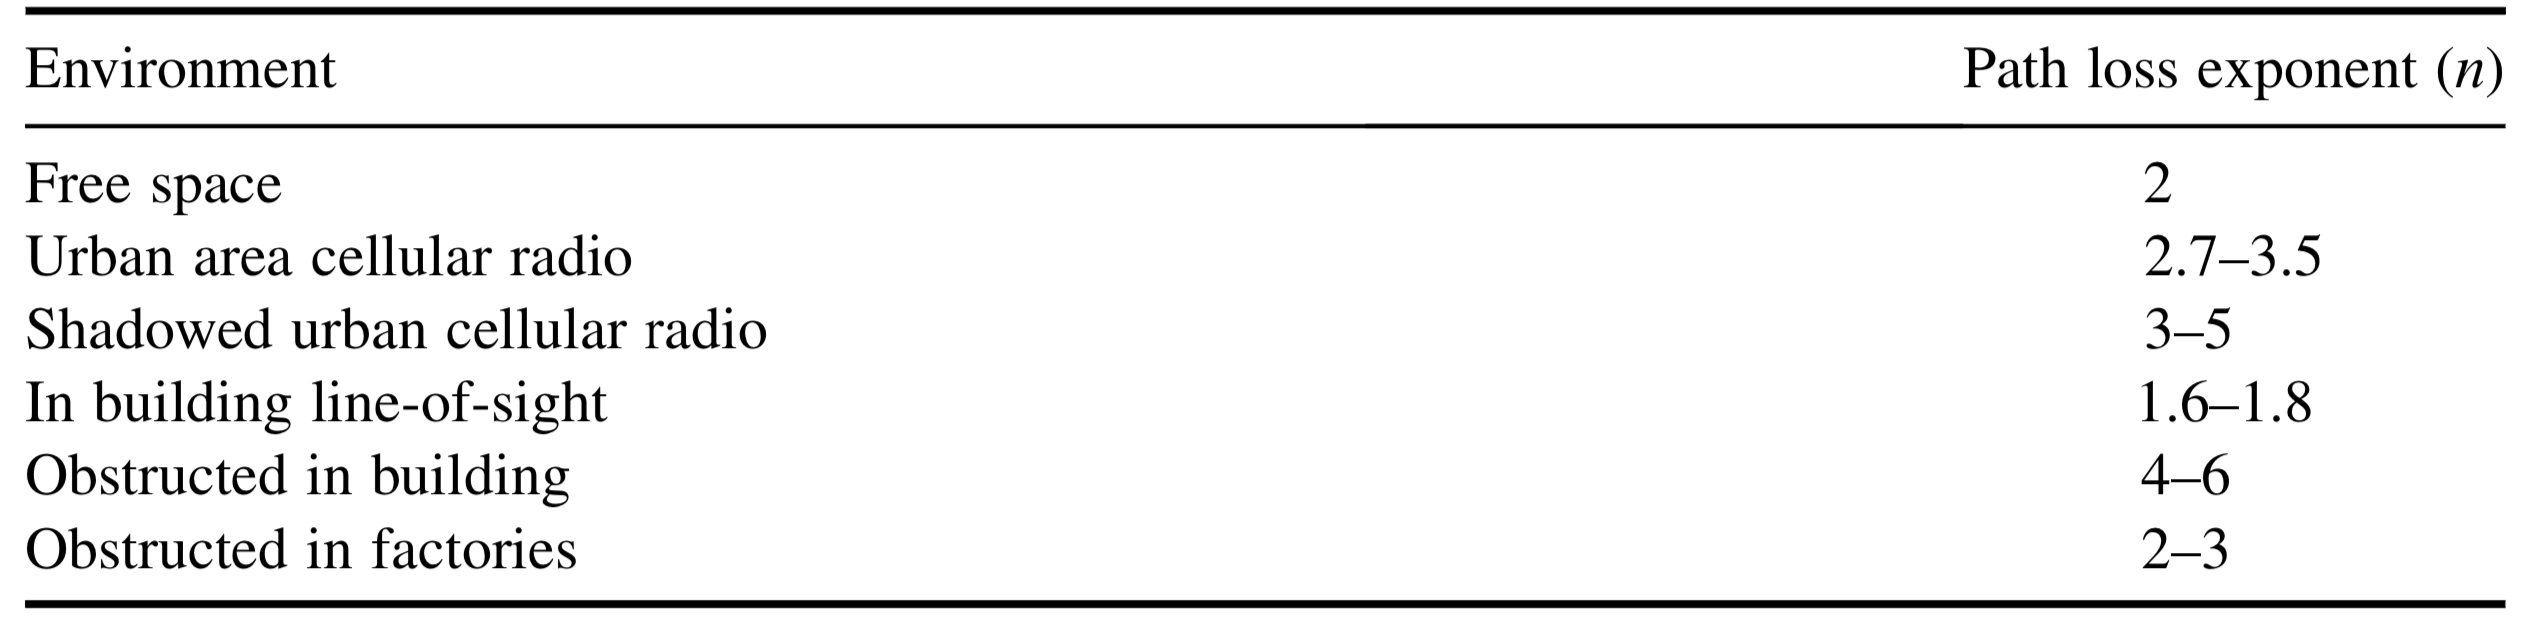 Environment Path loss exponent (n)
Free space 2
Urban area cellular radio 2.7–3.5
Shadowed urban cellular radio 3–5
In building line-of-sight 1.6–1.8
Obstructed in building 4–6
Obstructed in factories 2–3